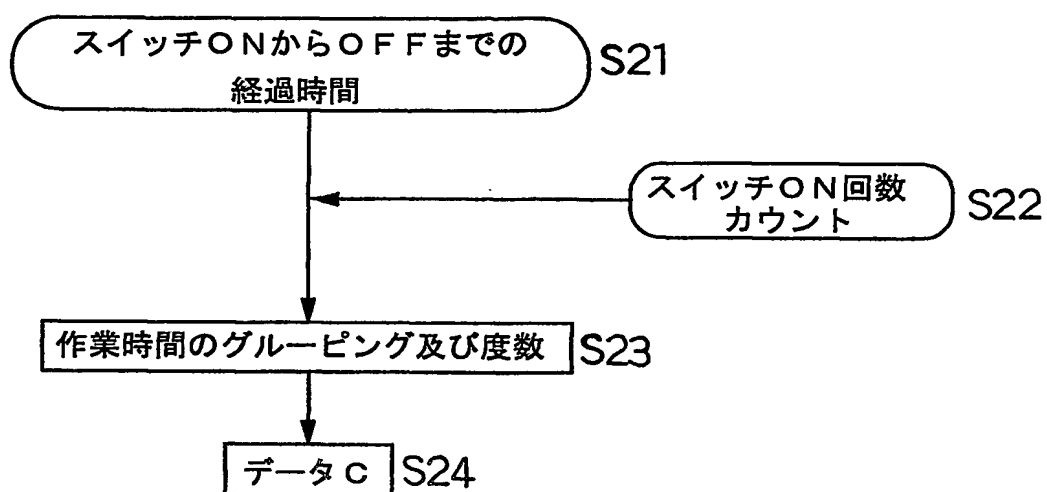 スイッチONからOFFまでの
経過時間
S21
スイッチON回数
カウント
S22
作業時間のグルーピング及び度数
S23
データC
S24